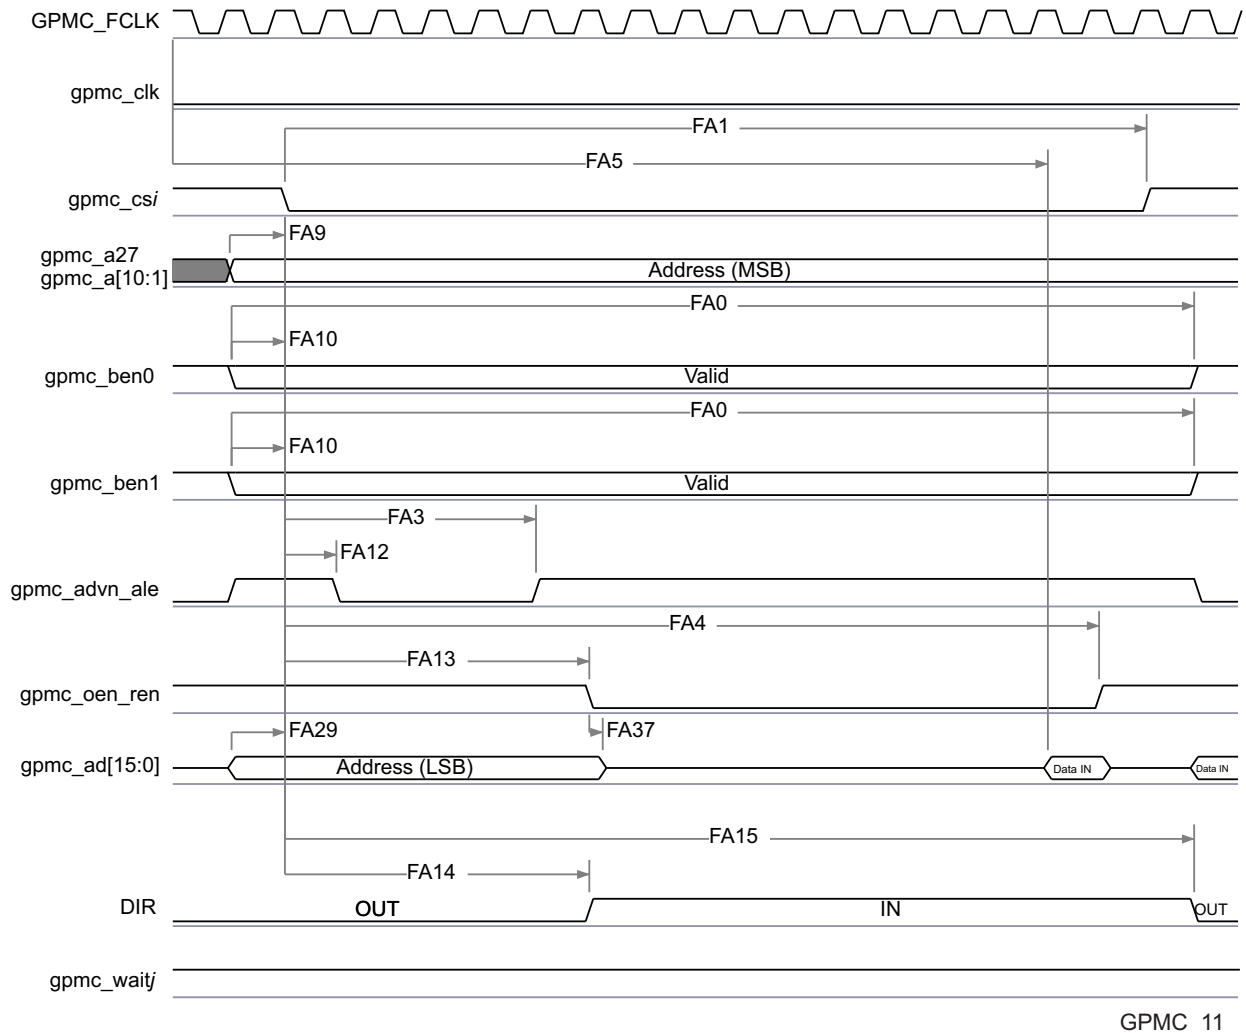 GPMC_FCLK
gpmc_clk
FA1
FA5
gpmc_csi
FA9
gpmc_a27
gpmc_a[10:1]
Address (MSB)
FA0
FA10
gpmc_ben0
Valid
FA0
FA10
gpmc_ben1
Valid
FA3
FA12
gpmc_advn_ale
FA4
FA13
gpmc_oen_ren
FA29
FA37
gpmc_ad[15:0]
Address (LSB)
Data IN
Data IN
FA15
FA14
DIR
OUT
IN
OUT
gpmc_waitj
GPMC_11